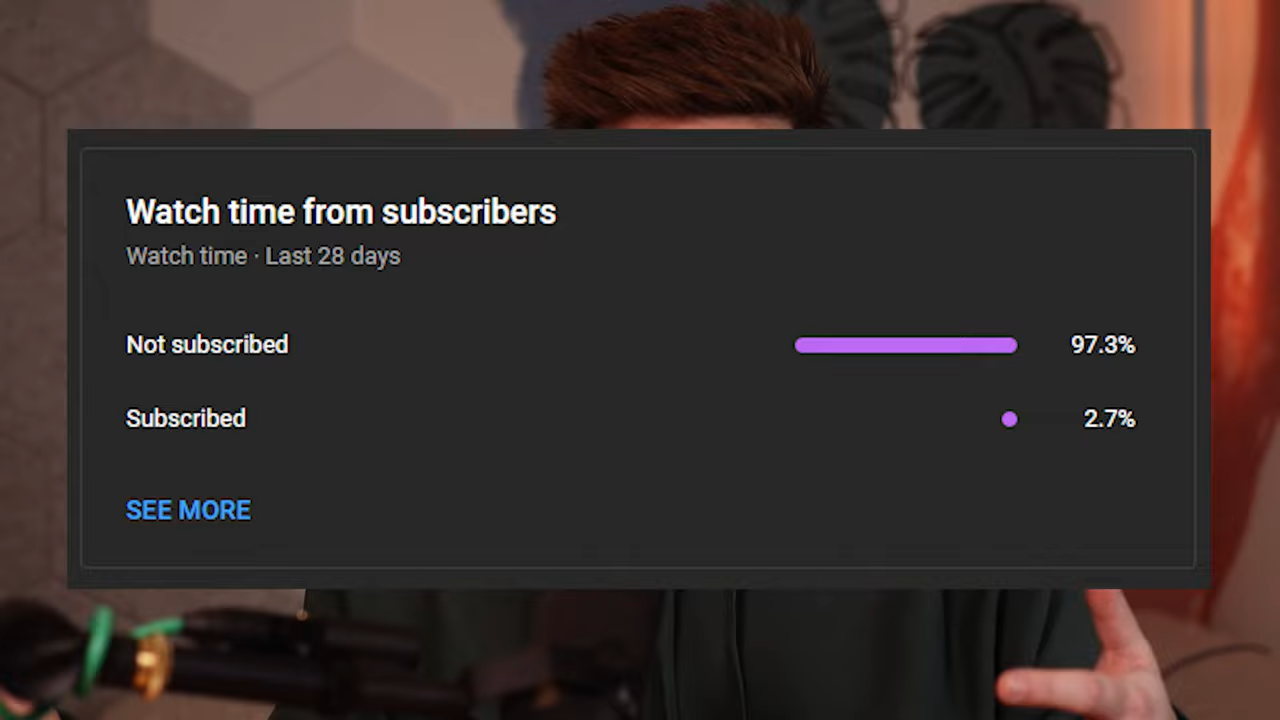 Watch time from subscribers
Watch time · Last 28 days
Not subscribed 97.3%
Subscribed 2.7%
SEE MORE